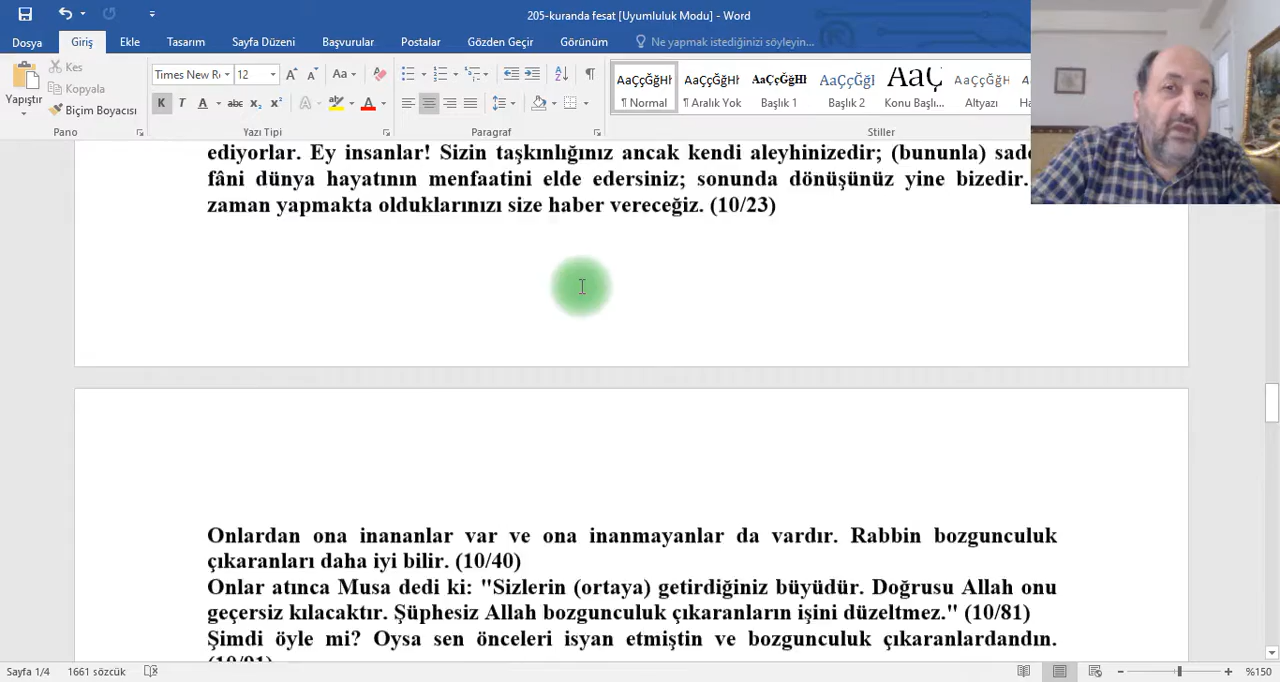 205-kuranda fesat [Uyumluluk Modu] - Word
Dosya Giriş Ekle Tasarım Sayfa Düzeni Başvurular Postalar Gözden Geçir Görünüm Ne yapmak istediğinizi söyleyin...
Yapıştır
Kes
Kopyala
Biçim Boyacısı
Pano
Times New R 12
Yazı Tipi
Paragraf
AaÇçĞğHł AaÇçĞğHł AaÇçĞğHI AaÇçĞğI AaÇ AaÇçĞğH
¶ Normal ¶ Aralık Yok Başlık 1 Başlık 2 Konu Başlı... Altyazı
Stiller
ediyorlar. Ey insanlar! Sizin taşkınlığınız ancak kendi aleyhinizedir; (bununla)
fâni dünya hayatının menfaatini elde edersiniz; sonunda dönüşünüz yine bizedir.
zaman yapmakta olduklarınızı size haber vereceğiz. (10/23)
Onlardan ona inananlar var ve ona inanmayanlar da vardır. Rabbin bozgunculuk
çıkaranları daha iyi bilir. (10/40)
Onlar atınca Musa dedi ki: "Sizlerin (ortaya) getirdiğiniz büyüdür. Doğrusu Allah onu
geçersiz kılacaktır. Şüphesiz Allah bozgunculuk çıkaranların işini düzeltmez." (10/81)
Şimdi öyle mi? Oysa sen önceleri isyan etmiştin ve bozgunculuk çıkaranlardandın.
Sayfa 1/4 1661 sözcük %150